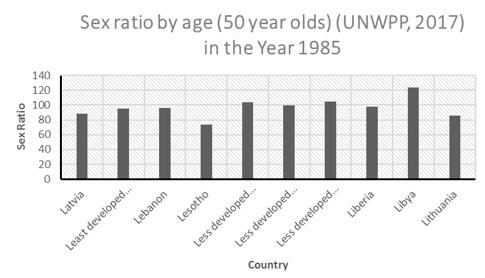 Sex ratio by age (50 year olds) (UNWPP, 2017)
in the Year 1985
140
120
100
80
60
40
20
0
Sex Ratio
Latvia
Least developed...
Lebanon
Lesotho
Less developed...
Less developed...
Less developed...
Liberia
Libya
Lithuania
Country